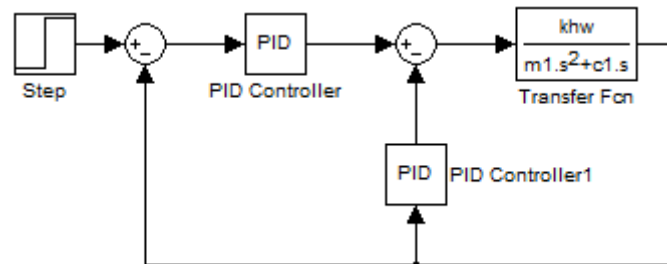 khw
m1.s²+c1.s
+
−
PID
+
−
Step
PID Controller
Transfer Fcn
PID
PID Controller1